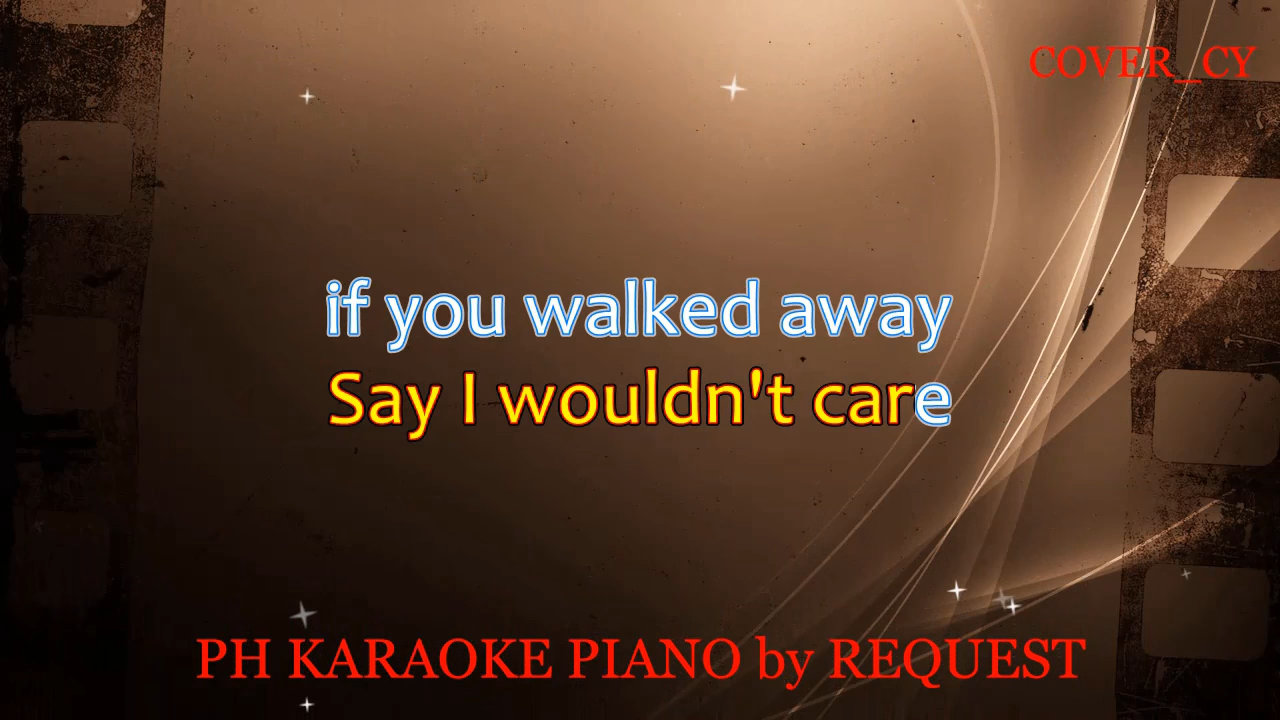 COVER_CY
if you walked away
Say I wouldn't care
PH KARAOKE PIANO by REQUEST